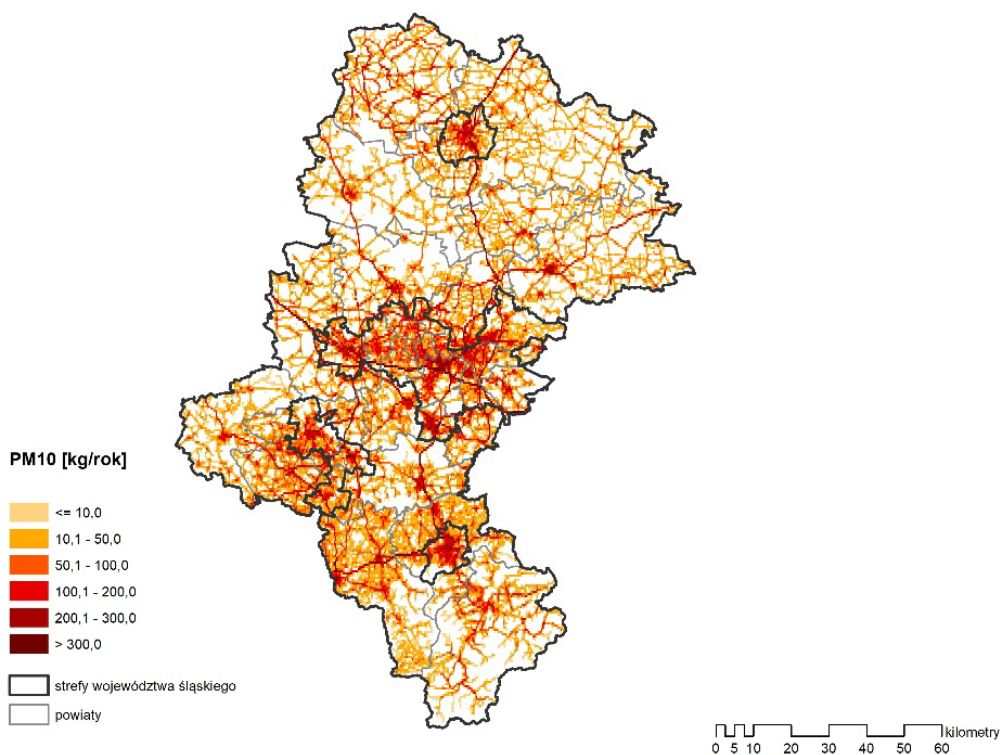 PM10 [kg/rok]
<= 10,0
10,1 - 50,0
50,1 - 100,0
100,1 - 200,0
200,1 - 300,0
> 300,0
strefy województwa śląskiego
powiaty
kilometry
0 5 10 20 30 40 50 60